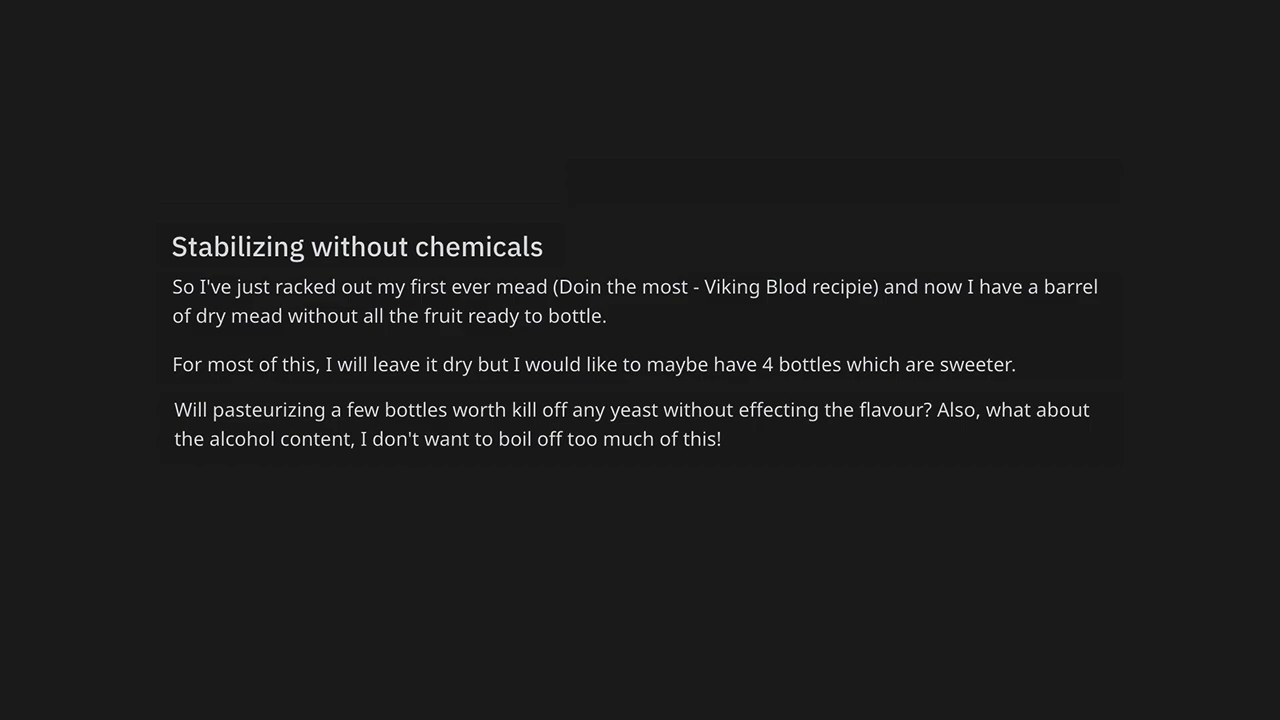 Stabilizing without chemicals
So I've just racked out my first ever mead (Doin the most - Viking Blod recipie) and now I have a barrel
of dry mead without all the fruit ready to bottle.
For most of this, I will leave it dry but I would like to maybe have 4 bottles which are sweeter.
Will pasteurizing a few bottles worth kill off any yeast without effecting the flavour? Also, what about
the alcohol content, I don't want to boil off too much of this!